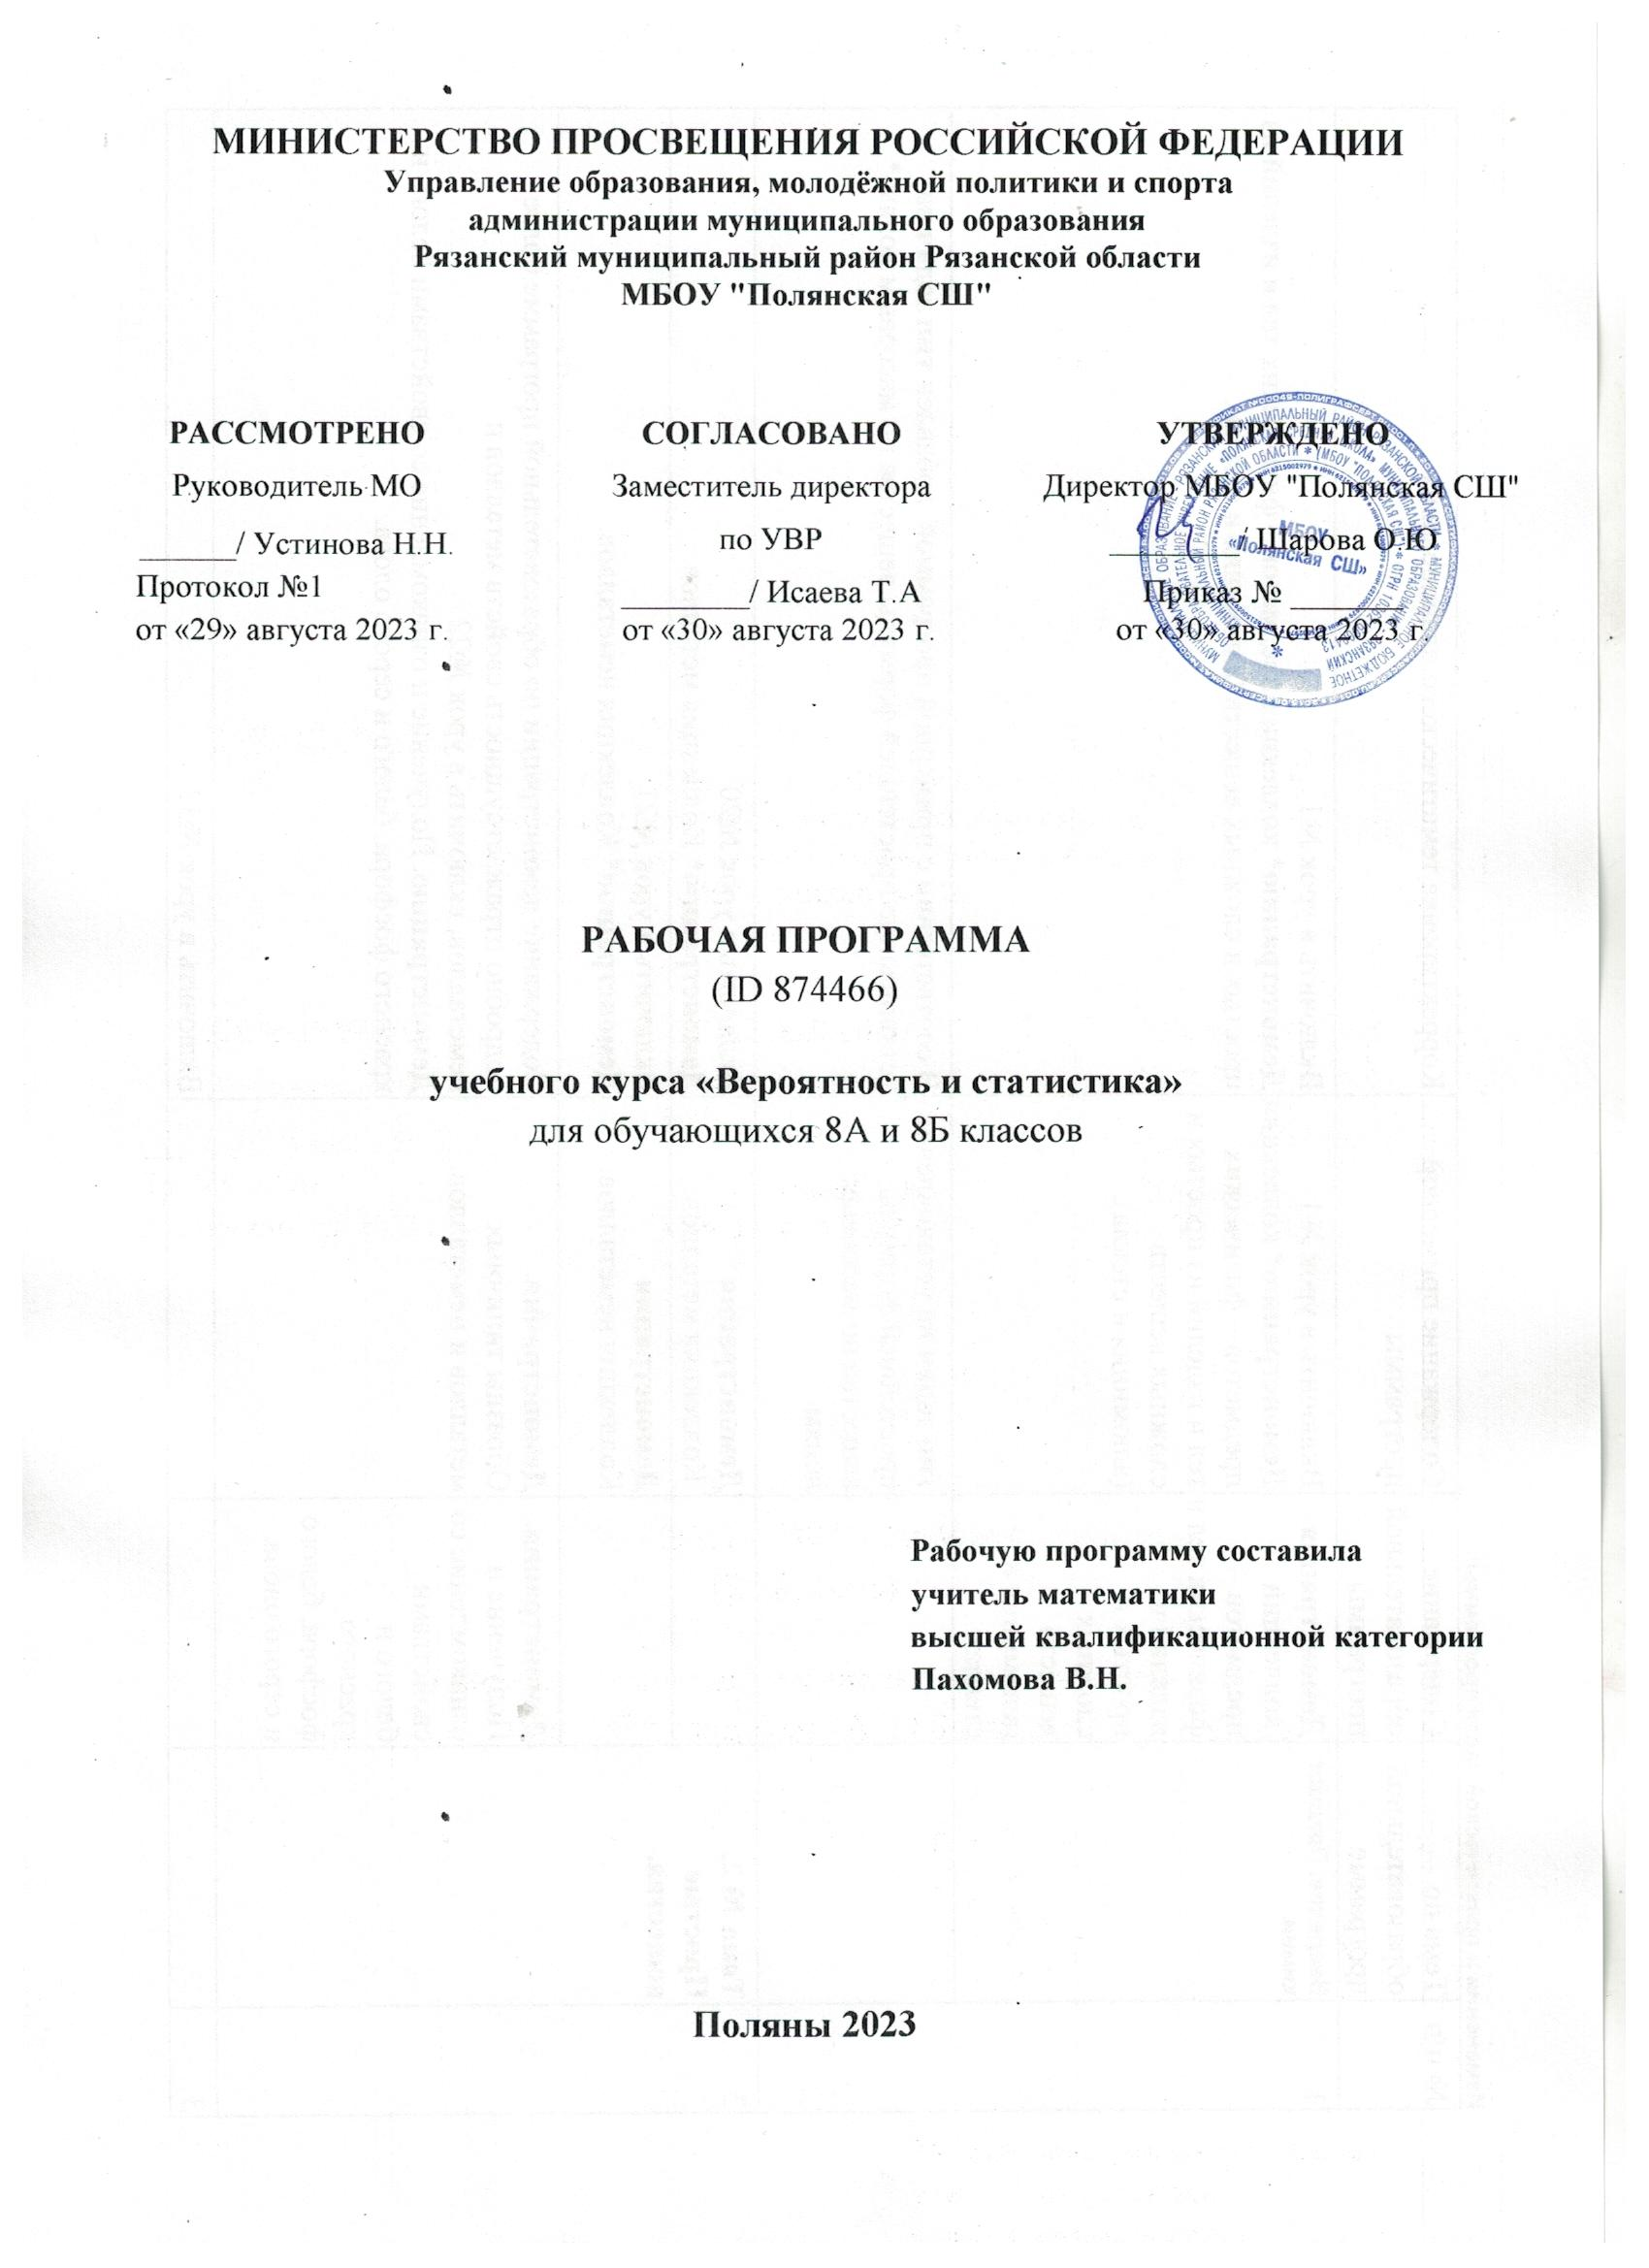 МИНИСТЕРСТВО ПРОСВЕЩЕНИЯ РОССИЙСКОЙ ФЕДЕРАЦИИ
Управление образования, молодёжной политики и спорта
администрации муниципального образования
Рязанский муниципальный район Рязанской области
МБОУ "Полянская СШ"
РАССМОТРЕНО
Руководитель МО
______/ Устинова Н.Н.
Протокол №1
от «29» августа 2023 г.
СОГЛАСОВАНО
Заместитель директора
по УВР
________/ Исаева Т.А
от «30» августа 2023 г.
УТВЕРЖДЕНО
Директор МБОУ "Полянская СШ"
________/ Шарова О.Ю
Приказ № ________
от «30» августа 2023 г.
МБОУ
«Полянская СШ»
РАБОЧАЯ ПРОГРАММА
(ID 874466)
учебного курса «Вероятность и статистика»
для обучающихся 8А и 8Б классов
Рабочую программу составила
учитель математики
высшей квалификационной категории
Пахомова В.Н.
Поляны 2023